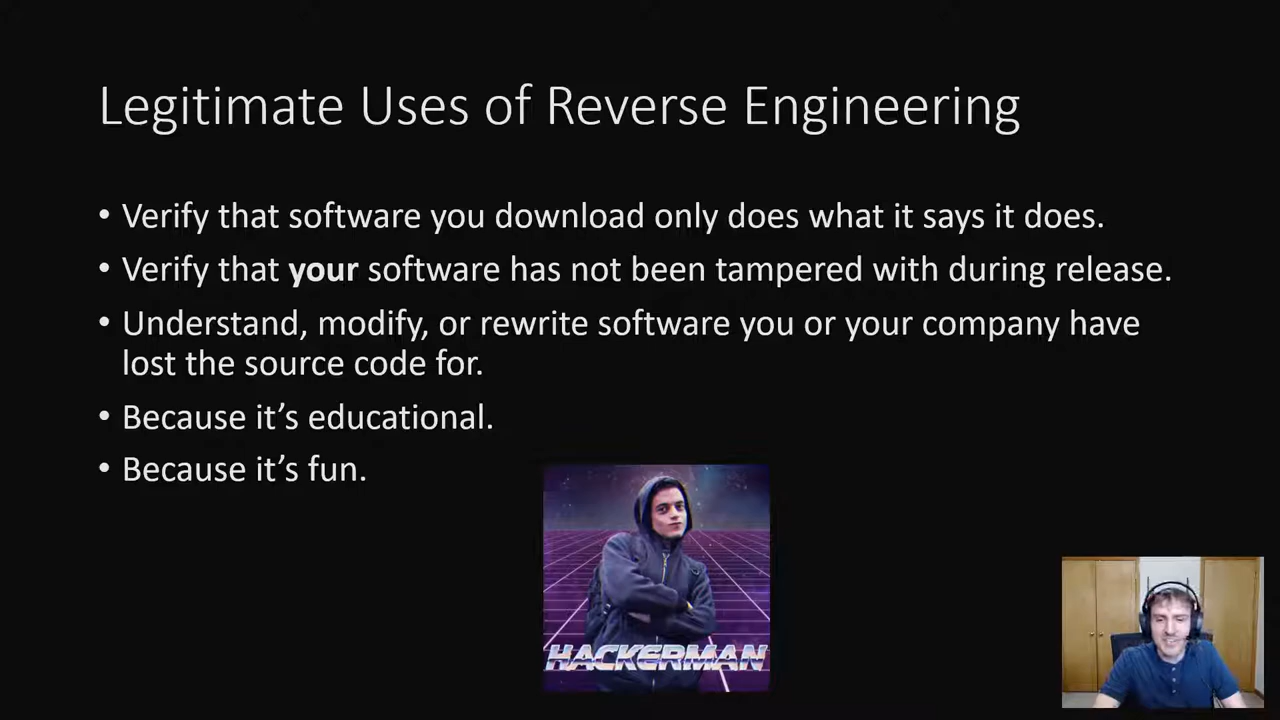 Legitimate Uses of Reverse Engineering
• Verify that software you download only does what it says it does.
• Verify that your software has not been tampered with during release.
• Understand, modify, or rewrite software you or your company have
lost the source code for.
• Because it’s educational.
• Because it’s fun.
HACKERMAN